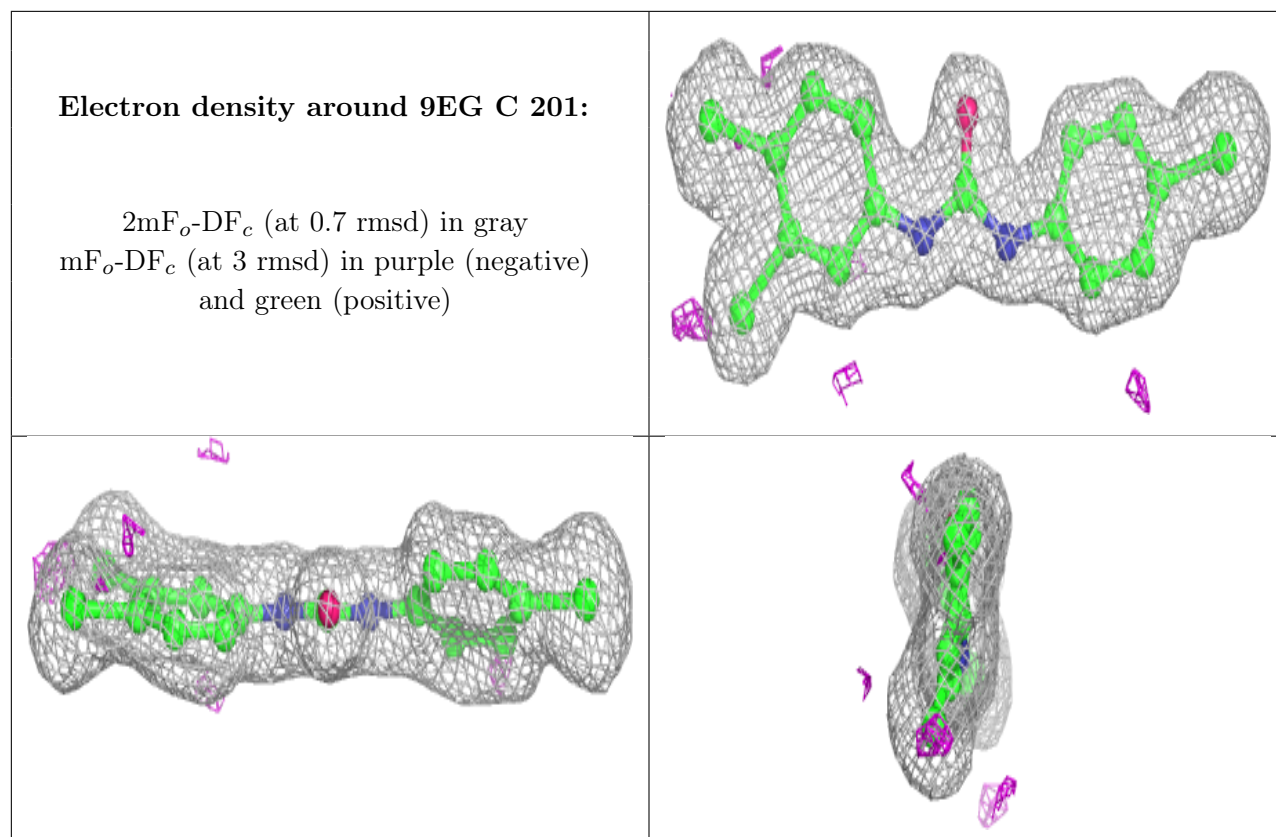 Electron density around 9EG C 201:
2mFₒ-DF𝑐 (at 0.7 rmsd) in gray
mFₒ-DF𝑐 (at 3 rmsd) in purple (negative)
and green (positive)